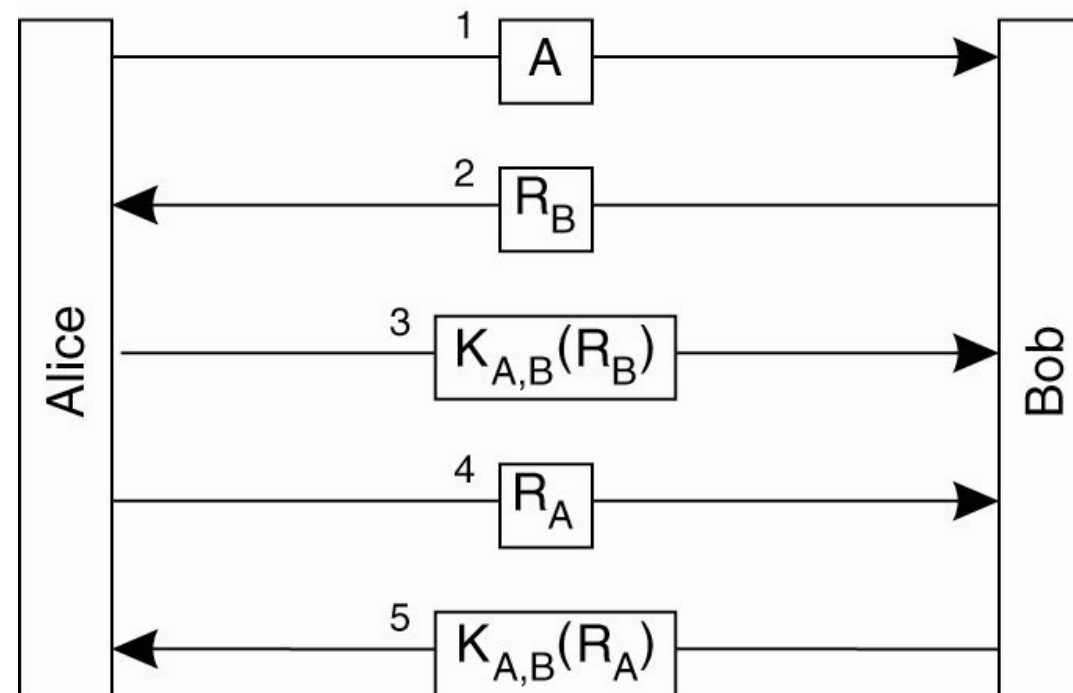 1
A
2
R_B
3
K_A,B(R_B)
4
R_A
5
K_A,B(R_A)
Alice
Bob